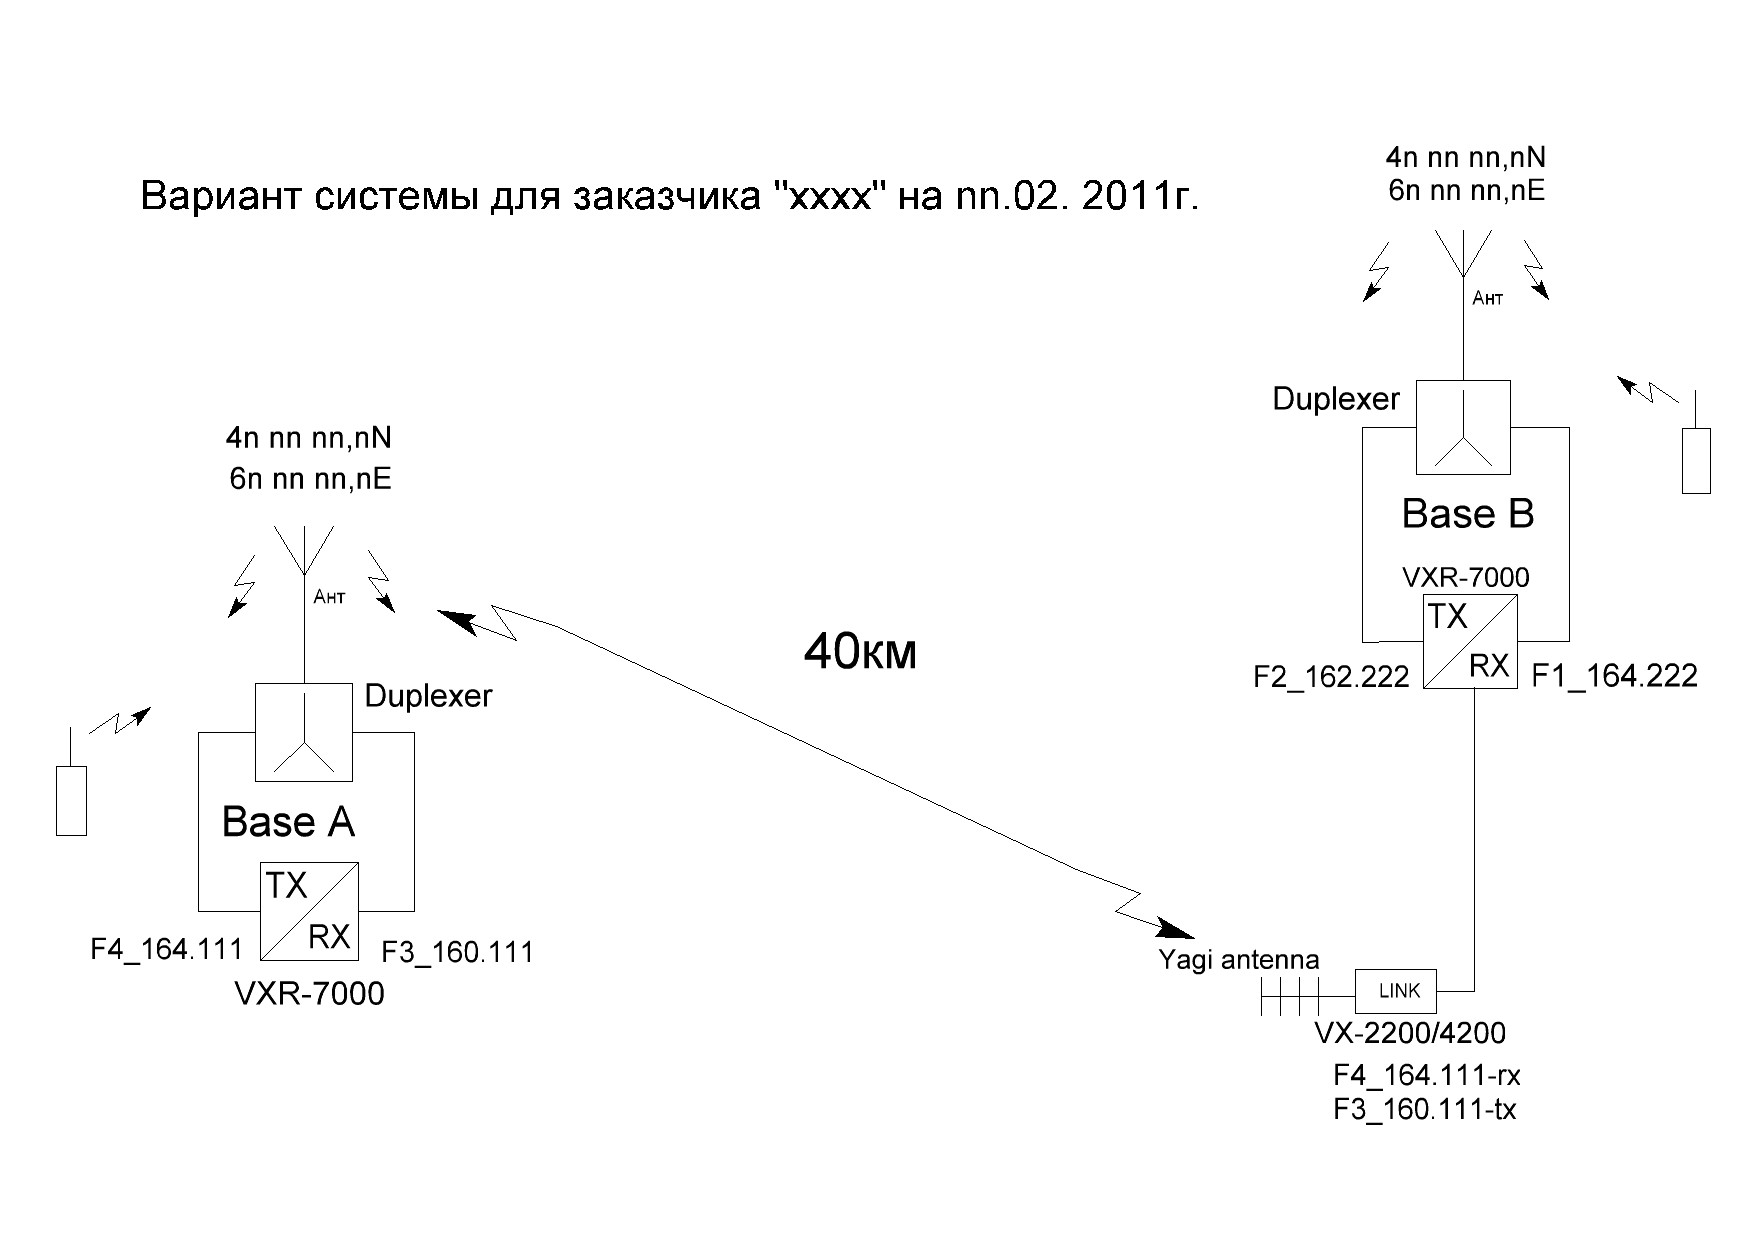 Вариант системы для заказчика "xxxx" на nn.02. 2011г.
4n nn nn,nN
6n nn nn,nE
Ант
Duplexer
Base B
VXR-7000
TX
RX
F2_162.222
F1_164.222
4n nn nn,nN
6n nn nn,nE
Ант
Duplexer
Base A
TX
RX
F4_164.111
F3_160.111
VXR-7000
40км
Yagi antenna
LINK
VX-2200/4200
F4_164.111-rx
F3_160.111-tx